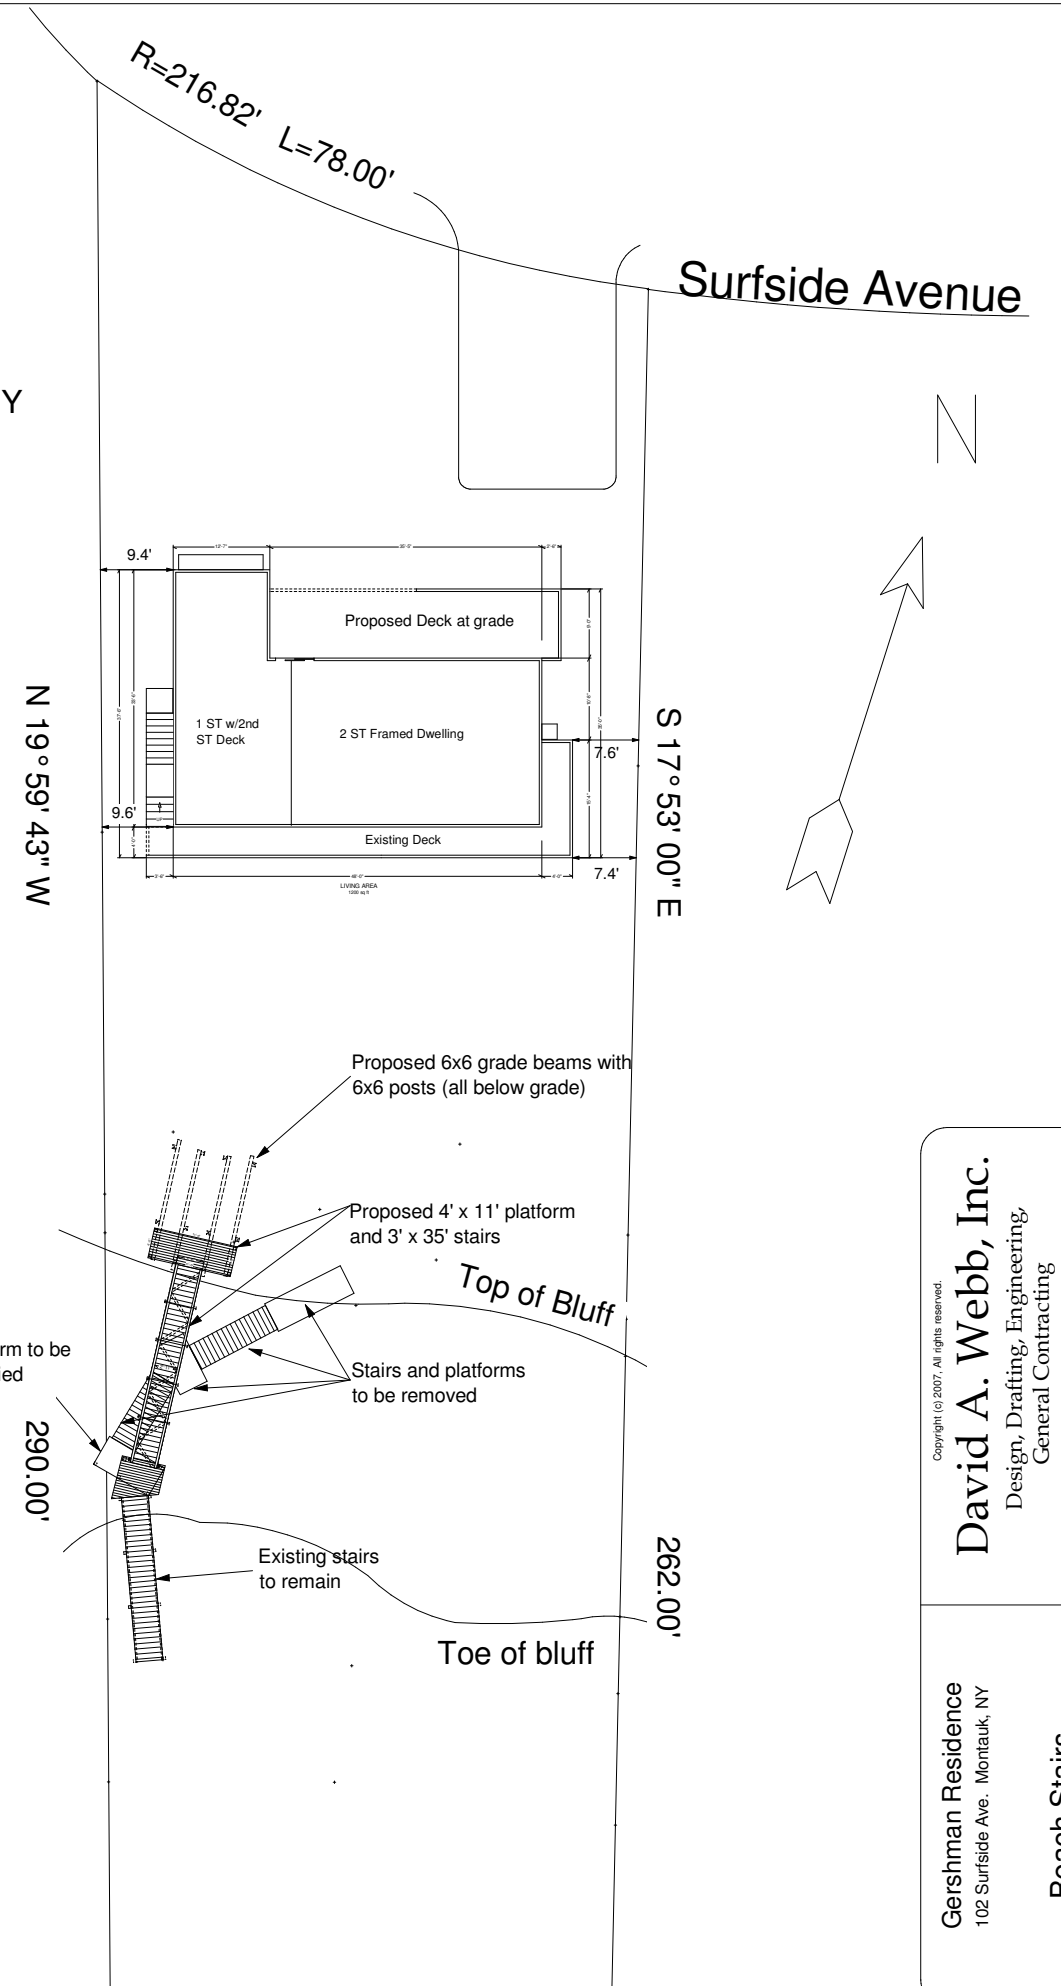 R=216.82' L=78.00'
Surfside Avenue
Y
N
9.4'
Proposed Deck at grade
1 ST w/2nd
ST Deck
2 ST Framed Dwelling
7.6'
9.6'
Existing Deck
7.4'
LIVING AREA
N 19° 59' 43" W
S 17° 53' 00" E
Proposed 6x6 grade beams with
6x6 posts (all below grade)
Proposed 4' x 11' platform
and 3' x 35' stairs
Top of Bluff
rm to be
ied
Stairs and platforms
to be removed
290.00'
262.00'
Existing stairs
to remain
Toe of bluff
Copyright (c) 2007, All rights reserved.
David A. Webb, Inc.
Design, Drafting, Engineering,
General Contracting
Gershman Residence
102 Surfside Ave. Montauk, NY
Beach Stairs